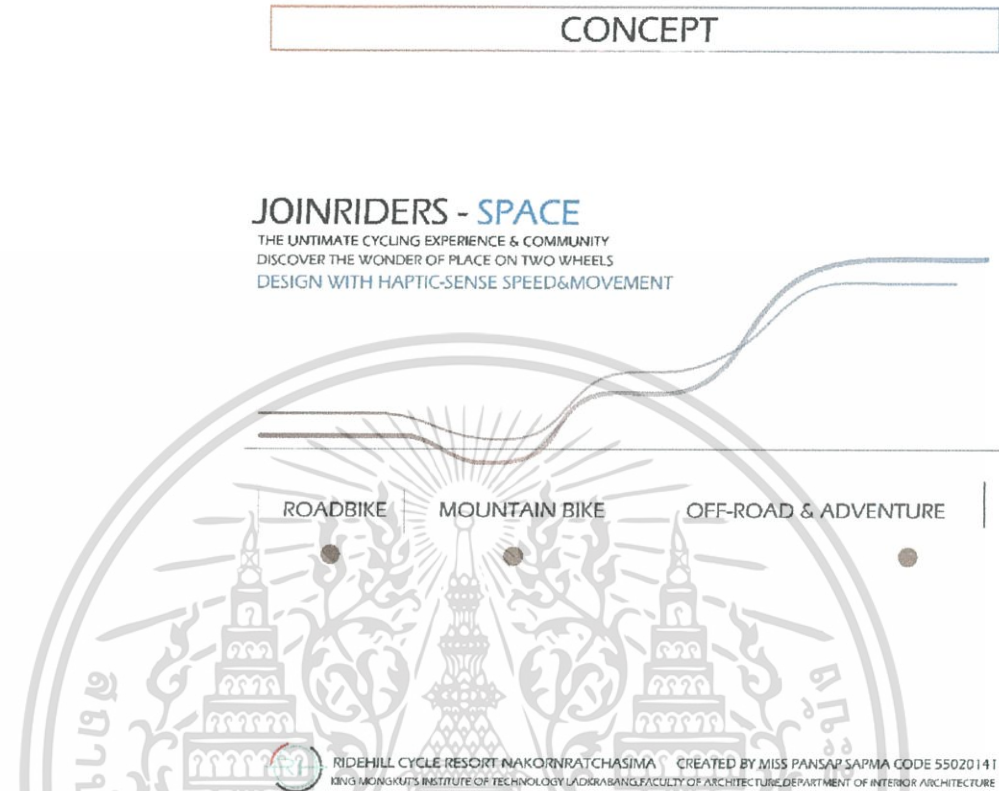 CONCEPT
JOINRIDERS - SPACE
THE UNTIMATE CYCLING EXPERIENCE & COMMUNITY
DISCOVER THE WONDER OF PLACE ON TWO WHEELS
DESIGN WITH HAPTIC-SENSE SPEED&MOVEMENT
ROADBIKE MOUNTAIN BIKE OFF-ROAD & ADVENTURE
RIDEHILL CYCLE RESORT NAKORNRATCHASIMA CREATED BY MISS PANSAP SAPMA CODE 55020141
KING MONGKUT'S INSTITUTE OF TECHNOLOGY LADKRABANG.FACULTY OF ARCHITECTURE,DEPARTMENT OF INTERIOR ARCHITECTURE